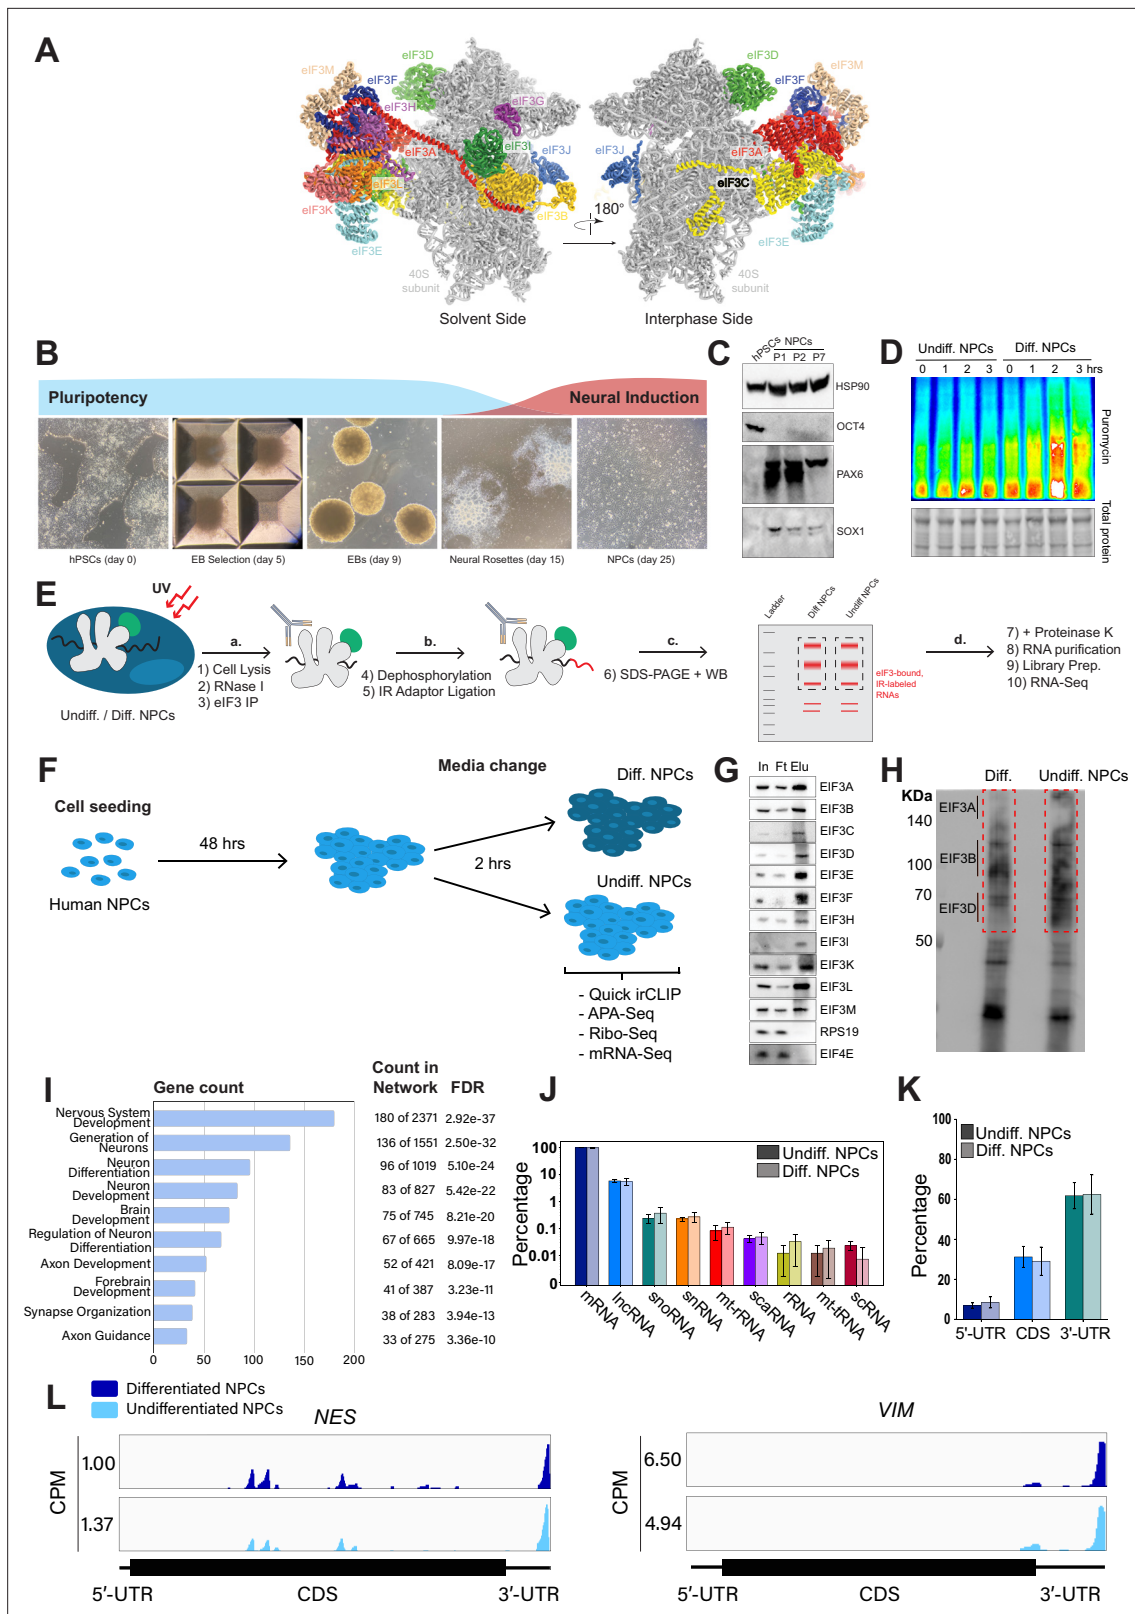 A
eIF3D
eIF3M
eIF3F
eIF3H
eIF3G
eIF3I
eIF3A
eIF3J
eIF3L
eIF3K
eIF3B
eIF3E
40S
subunit
Solvent Side
180°
eIF3D
eIF3M
eIF3F
eIF3J
eIF3A
eIF3C
eIF3E
40S
subunit
Interphase Side
B
Pluripotency
Neural Induction
hPSCs (day 0)
EB Selection (day 5)
EBs (day 9)
Neural Rosettes (day 15)
NPCs (day 25)
C
hPSCs
NPCs
P1 P2 P7
HSP90
OCT4
PAX6
SOX1
D
Undiff. NPCs Diff. NPCs
0 1 2 3 0 1 2 3 hrs
Puromycin
Total protein
E
UV
Undiff. / Diff. NPCs
a.
1) Cell Lysis
2) RNase I
3) eIF3 IP
b.
4) Dephosphorylation
5) IR Adaptor Ligation
c.
6) SDS-PAGE + WB
Ladder
Diff NPCs
Undiff NPCs
eIF3-bound,
IR-labeled
RNAs
d.
7) + Proteinase K
8) RNA purification
9) Library Prep.
10) RNA-Seq
F
Cell seeding
Human NPCs
48 hrs
Media change
2 hrs
Diff. NPCs
Undiff. NPCs
- Quick irCLIP
- APA-Seq
- Ribo-Seq
- mRNA-Seq
G
In Ft Elu
EIF3A
EIF3B
EIF3C
EIF3D
EIF3E
EIF3F
EIF3H
EIF3I
EIF3K
EIF3L
EIF3M
RPS19
EIF4E
H
Diff. Undiff. NPCs
KDa
EIF3A
140
EIF3B
100
70
EIF3D
50
I
Gene count
Count in
Network
FDR
Nervous System
Development
180 of 2371 2.92e-37
Generation of
Neurons
136 of 1551 2.50e-32
Neuron
Differentiation
96 of 1019 5.10e-24
Neuron
Development
83 of 827 5.42e-22
Brain
Development
75 of 745 8.21e-20
Regulation of Neuron
Differentiation
67 of 665 9.97e-18
Axon Development
52 of 421 8.09e-17
Forebrain
Development
41 of 387 3.23e-11
Synapse Organization
38 of 283 3.94e-13
Axon Guidance
33 of 275 3.36e-10
0 50 100 150 200
J
Percentage
100
10
1
0.1
0.01
0
Undiff. NPCs
Diff. NPCs
mRNA
lncRNA
snoRNA
snRNA
mt-rRNA
scaRNA
rRNA
mt-tRNA
scRNA
K
Percentage
100
80
60
40
20
0
Undiff. NPCs
Diff. NPCs
5'-UTR CDS 3'-UTR
L
Differentiated NPCs
Undifferentiated NPCs
NES
CPM
1.00
1.37
5'-UTR CDS 3'-UTR
VIM
CPM
6.50
4.94
5'-UTR CDS 3'-UTR